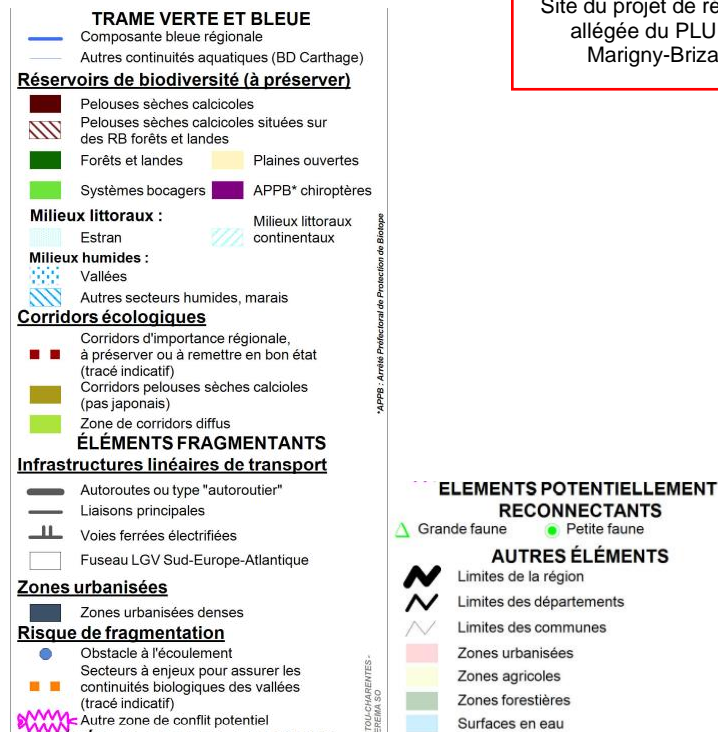 TRAME VERTE ET BLEUE
Composante bleue régionale
Autres continuités aquatiques (BD Carthage)
Réservoirs de biodiversité (à préserver)
Pelouses sèches calcicoles
Pelouses sèches calcicoles situées sur
des RB forêts et landes
Forêts et landes
Plaines ouvertes
Systèmes bocagers
APPB* chiroptères
Milieux littoraux :
Estran
Milieux littoraux
continentaux
Milieux humides :
Vallées
Autres secteurs humides, marais
Corridors écologiques
Corridors d'importance régionale,
à préserver ou à remettre en bon état
(tracé indicatif)
Corridors pelouses sèches calcioles
(pas japonais)
Zone de corridors diffus
ÉLÉMENTS FRAGMENTANTS
Infrastructures linéaires de transport
Autoroutes ou type "autoroutier"
Liaisons principales
Voies ferrées électrifiées
Fuseau LGV Sud-Europe-Atlantique
Zones urbanisées
Zones urbanisées denses
Risque de fragmentation
Obstacle à l'écoulement
Secteurs à enjeux pour assurer les
continuités biologiques des vallées
(tracé indicatif)
Autre zone de conflit potentiel
*APPB : Arrêté Préfectoral de Protection de Biotope
TOU-CHARENTES -
EREMA SO
Site du projet de ré
allégée du PLU
Marigny-Briza
ELEMENTS POTENTIELLEMENT
RECONNECTANTS
Grande faune
Petite faune
AUTRES ÉLÉMENTS
Limites de la région
Limites des départements
Limites des communes
Zones urbanisées
Zones agricoles
Zones forestières
Surfaces en eau